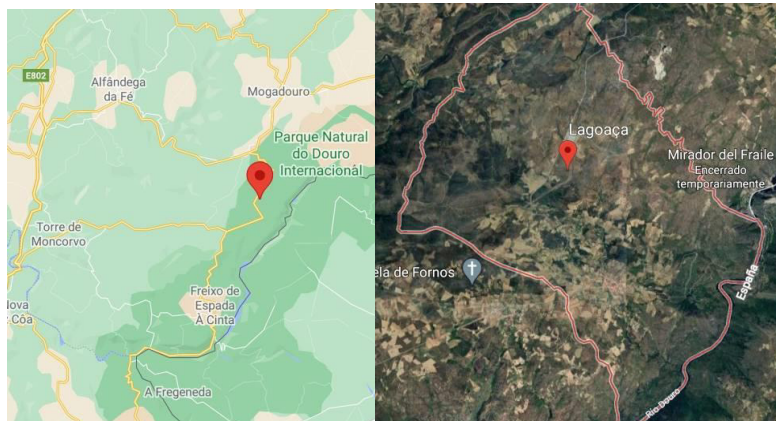 E802
Alfândega
da Fé
Mogadouro
Parque Natural
do Douro
Internacional
Torre de
Moncorvo
Freixo de
Espada
À Cinta
Nova
Côa
A Fregeneda
Lagoaça
Mirador del Fraile
Encerrado
temporariamente
ela de Fornos
España
Rio Douro